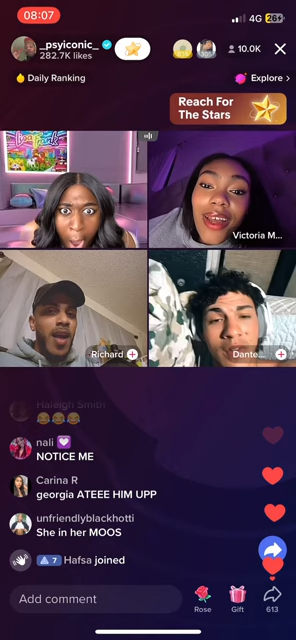 08:07
4G
26+
_psyiconic_
282.7K likes
10.0K
Daily Ranking
Explore >
Reach For
The Stars
Victoria M...
Richard
Dante...
Haleigh Smith
😂😂😂
nali
NOTICE ME
Carina R
georgia ATEEE HIM UPP
unfriendlyblackhotti
She in her MOOS
7 Hafsa joined
Add comment
Rose
Gift
613